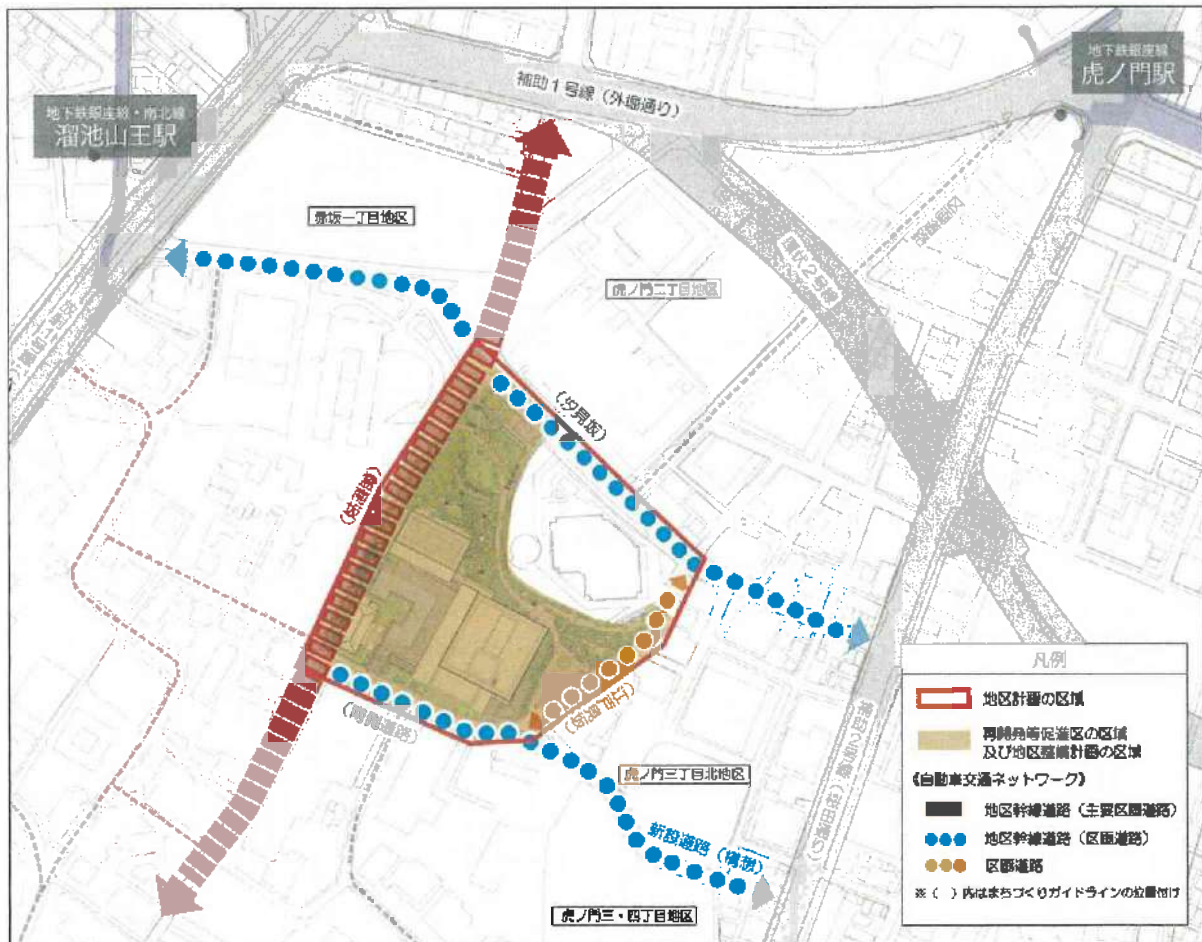 地下鉄銀座線
虎ノ門駅
補助1号線（外堀通り）
地下鉄銀座線・南北線
溜池山王駅
赤坂一丁目地区
虎ノ門二丁目地区
環状2号線
（汐見坂）
（霊南坂）
（江戸見坂）
虎ノ門三丁目北地区
新設道路（構想）
虎ノ門三・四丁目地区
凡例
地区計画の区域
再開発等促進区の区域
及び地区整備計画の区域
《自動車交通ネットワーク》
地区幹線道路（主要区画道路）
地区幹線道路（区画道路）
区画道路
※（　）内はまちづくりガイドラインの位置付け